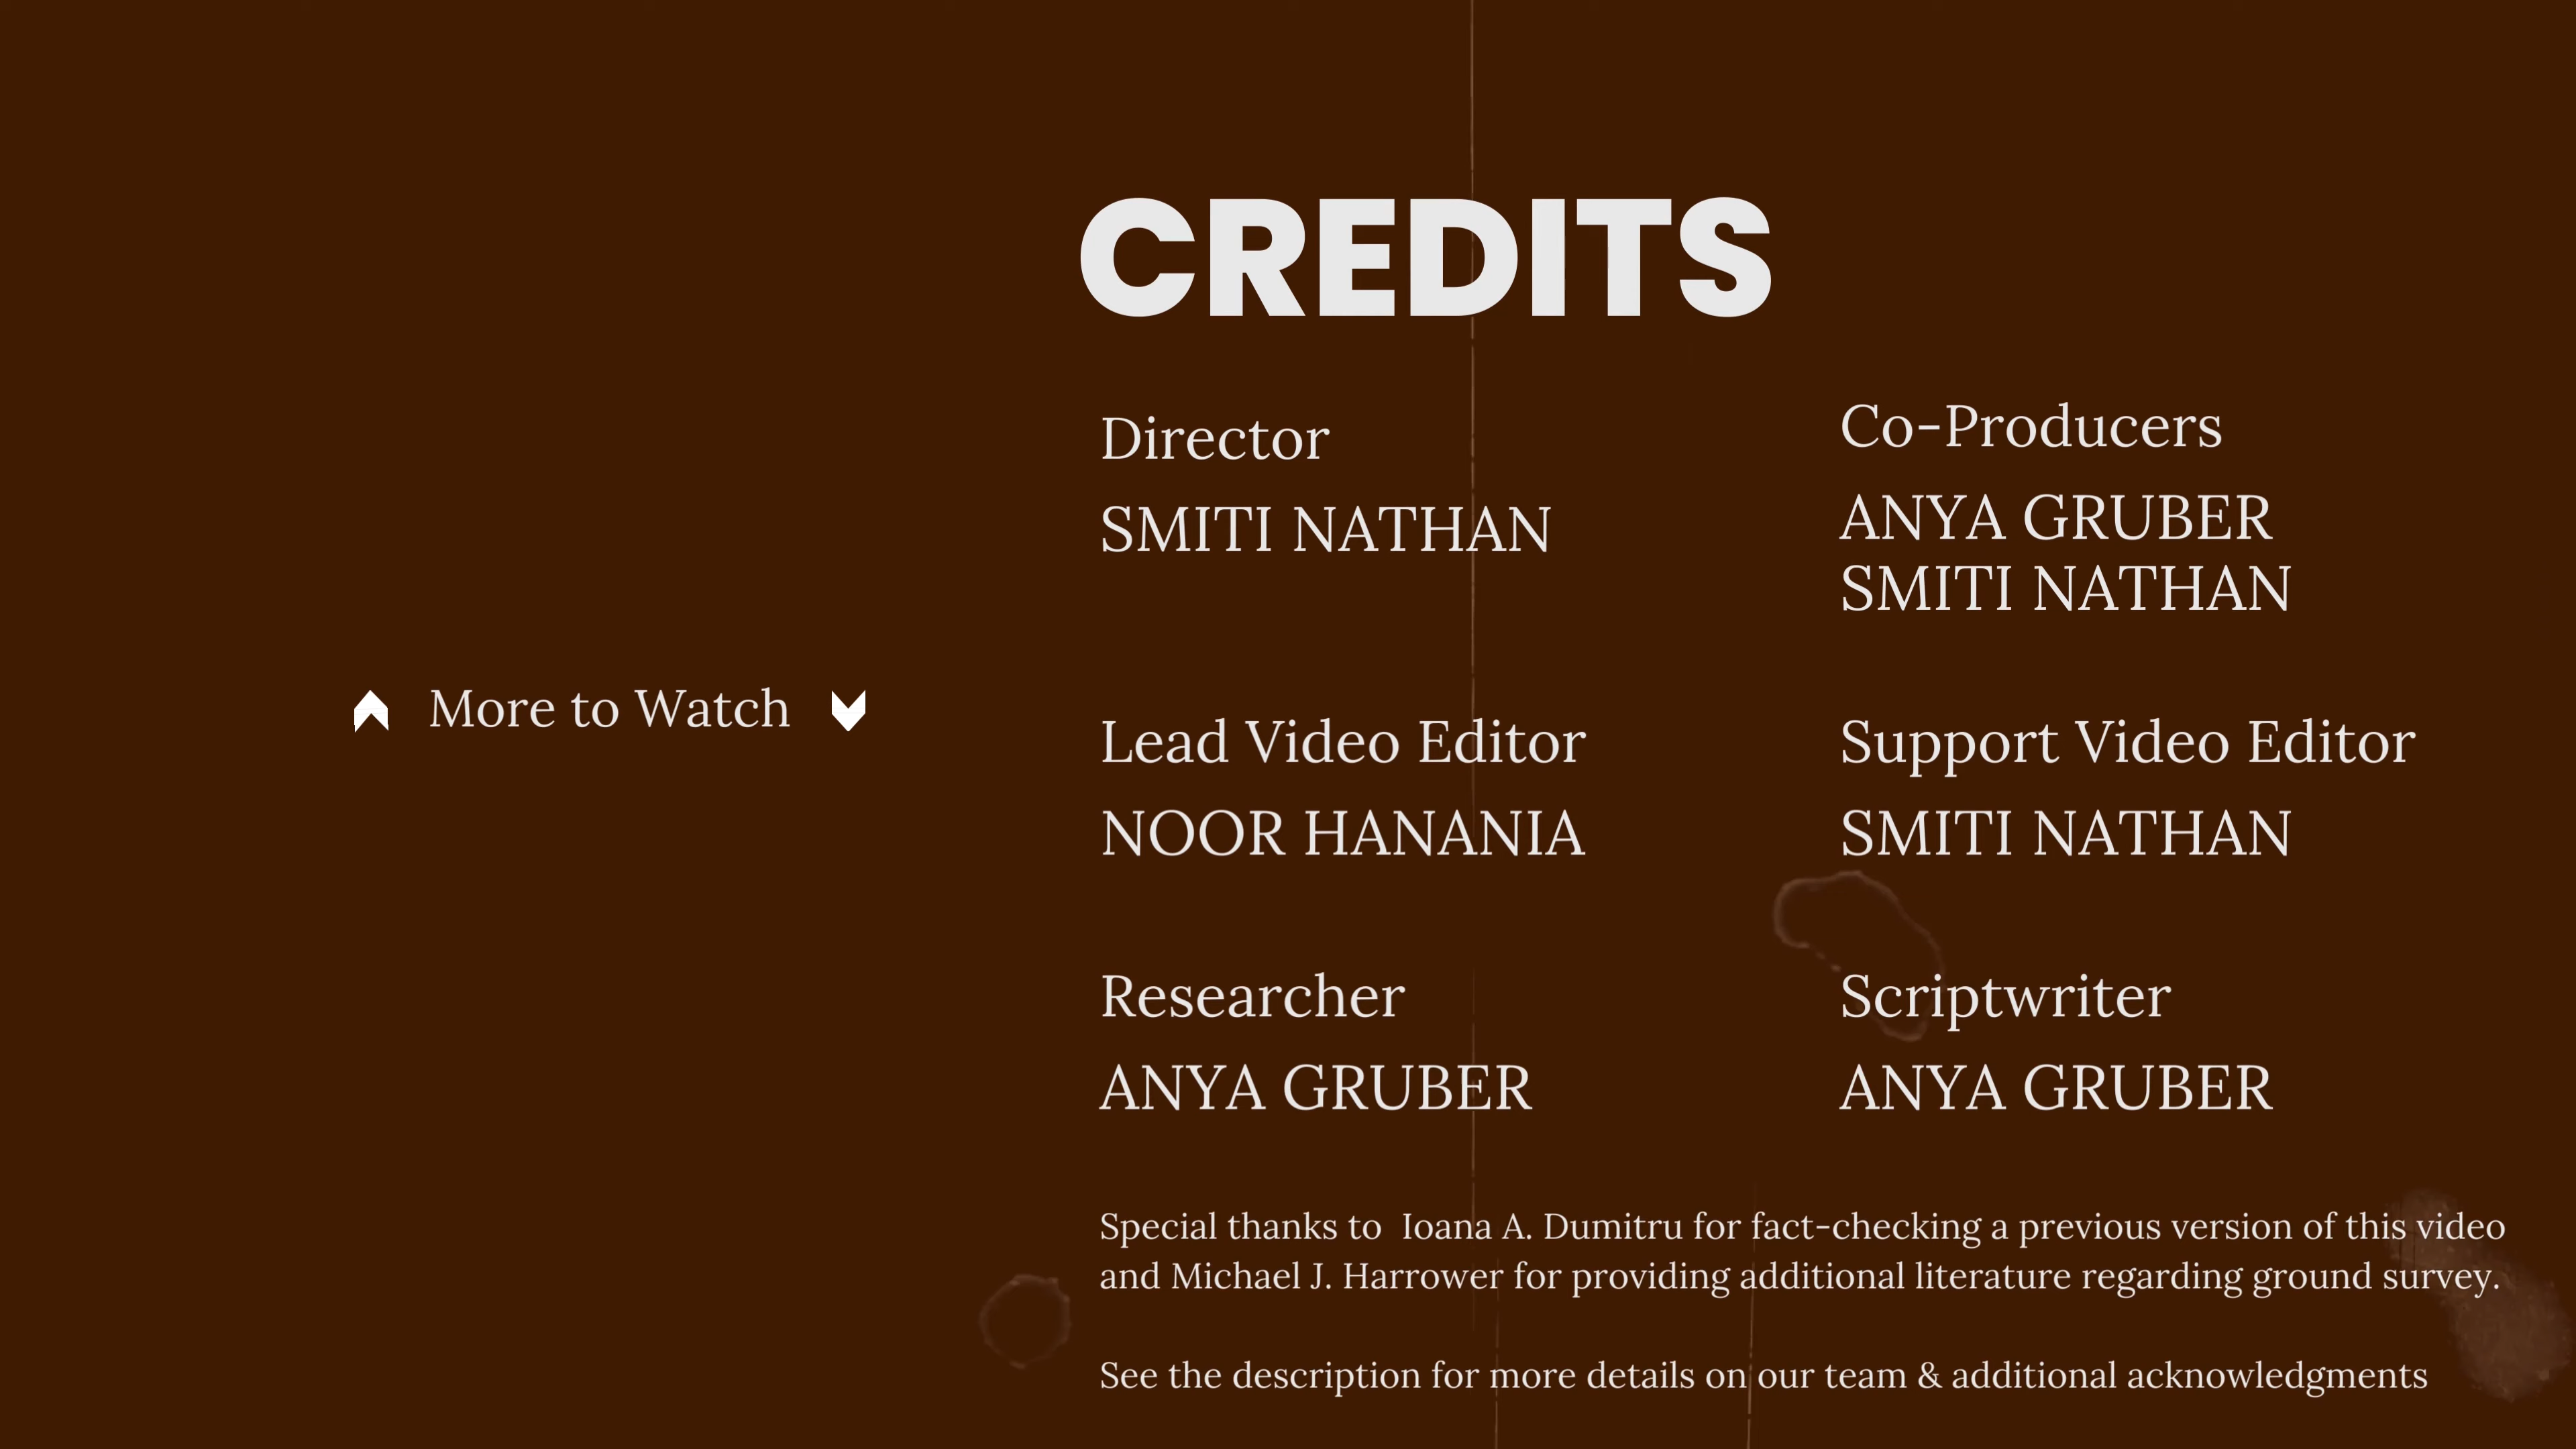 CREDITS
Director
SMITI NATHAN
Co-Producers
ANYA GRUBER
SMITI NATHAN
More to Watch
Lead Video Editor
NOOR HANANIA
Support Video Editor
SMITI NATHAN
Researcher
ANYA GRUBER
Scriptwriter
ANYA GRUBER
Special thanks to  Ioana A. Dumitru for fact-checking a previous version of this video
and Michael J. Harrower for providing additional literature regarding ground survey.
See the description for more details on our team & additional acknowledgments